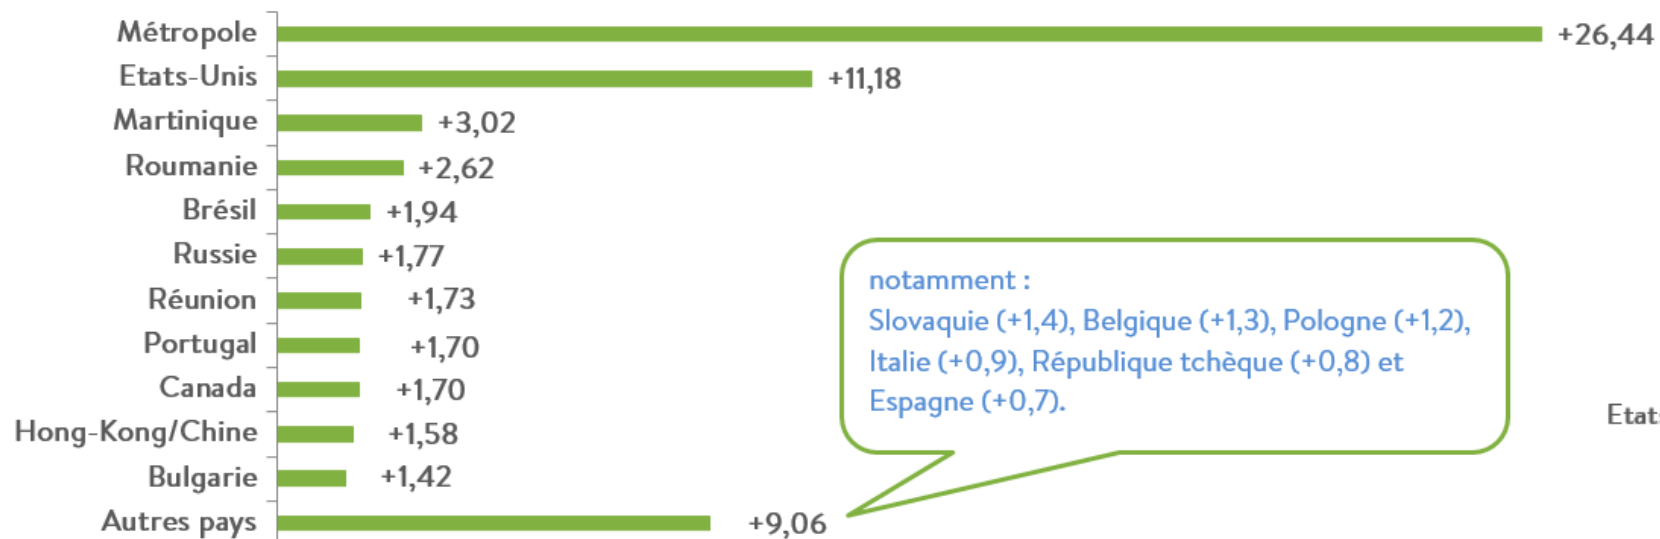 Métropole +26,44
Etats-Unis +11,18
Martinique +3,02
Roumanie +2,62
Brésil +1,94
Russie +1,77
Réunion +1,73
Portugal +1,70
Canada +1,70
Hong-Kong/Chine +1,58
Bulgarie +1,42
Autres pays +9,06
notamment :
Slovaquie (+1,4), Belgique (+1,3), Pologne (+1,2),
Italie (+0,9), République tchèque (+0,8) et
Espagne (+0,7).